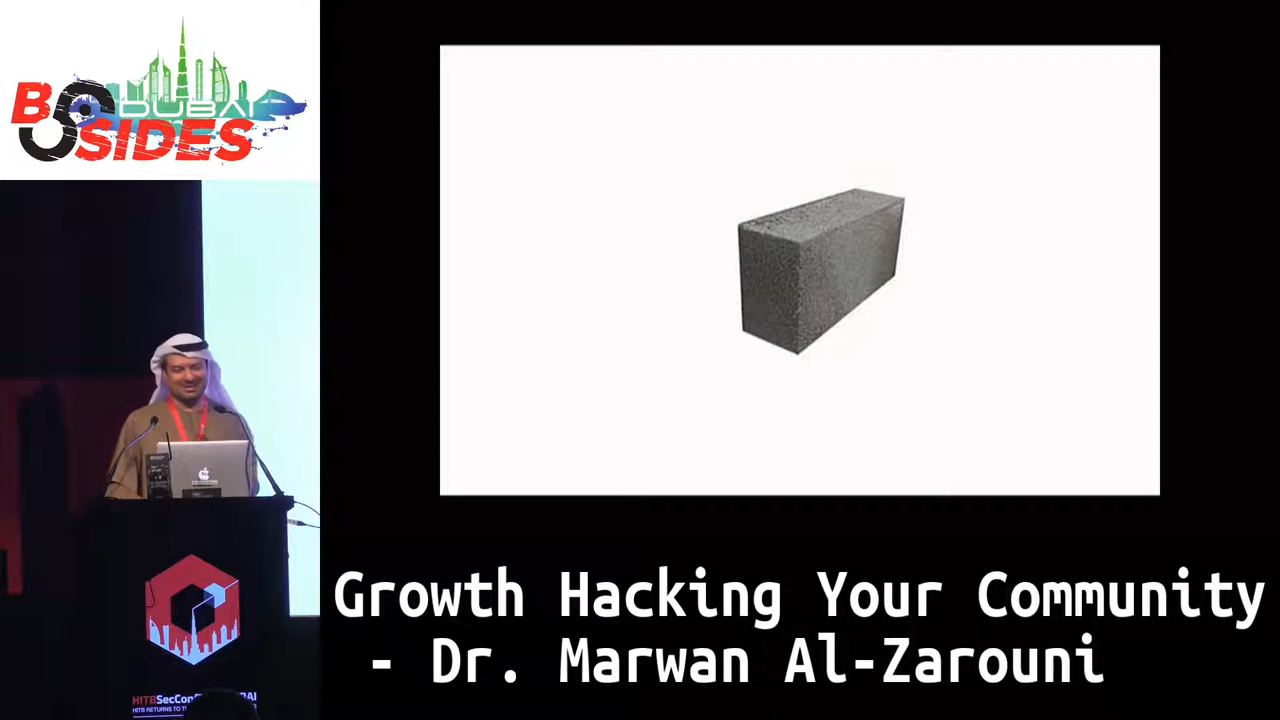 BSIDES
DUBAI
Growth Hacking Your Community
- Dr. Marwan Al-Zarouni